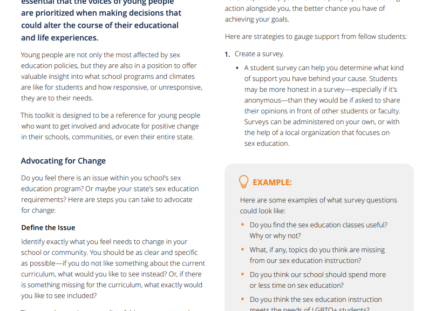 essential that the voices of young people
are prioritized when making decisions that
could alter the course of their educational
and life experiences.
Young people are not only the most affected by sex
education policies, but they are also in a position to offer
valuable insight into what school programs and climates
are like for students and how responsive, or unresponsive,
they are to their needs.
This toolkit is designed to be a reference for young people
who want to get involved and advocate for positive change
in their schools, communities, or even their entire state.
Advocating for Change
Do you feel there is an issue within you school's sex
education program? Or maybe your state's sex education
requirements? Here are steps you can take to advocate
for change:
Define the Issue
Identify exactly what you feel needs to change in your
school or community. You should be as clear and specific
as possible—if you do not like something about the current
curriculum, what would you like to see instead? Or, if there
is something missing for the curriculum, what exactly would
you like to see included?
action alongside you, the better chance you have of
achieving your goals.
Here are strategies to gauge support from fellow students:
1. Create a survey.
• A student survey can help you determine what kind
of support you have behind your cause. Students
may be more honest in a survey—especially if it's
anonymous—than they would be if asked to share
their opinions in front of other students or faculty.
Surveys can be administered on your own, or with
the help of a local organization that focuses on
sex education.
EXAMPLE:
Here are some examples of what survey questions
could look like:
• Do you find the sex education classes useful?
Why or why not?
• What, if any, topics do you think are missing
from our sex education instruction?
• Do you think our school should spend more
or less time on sex education?
• Do you think the sex education instruction
meets the needs of LGBTQ+ students?